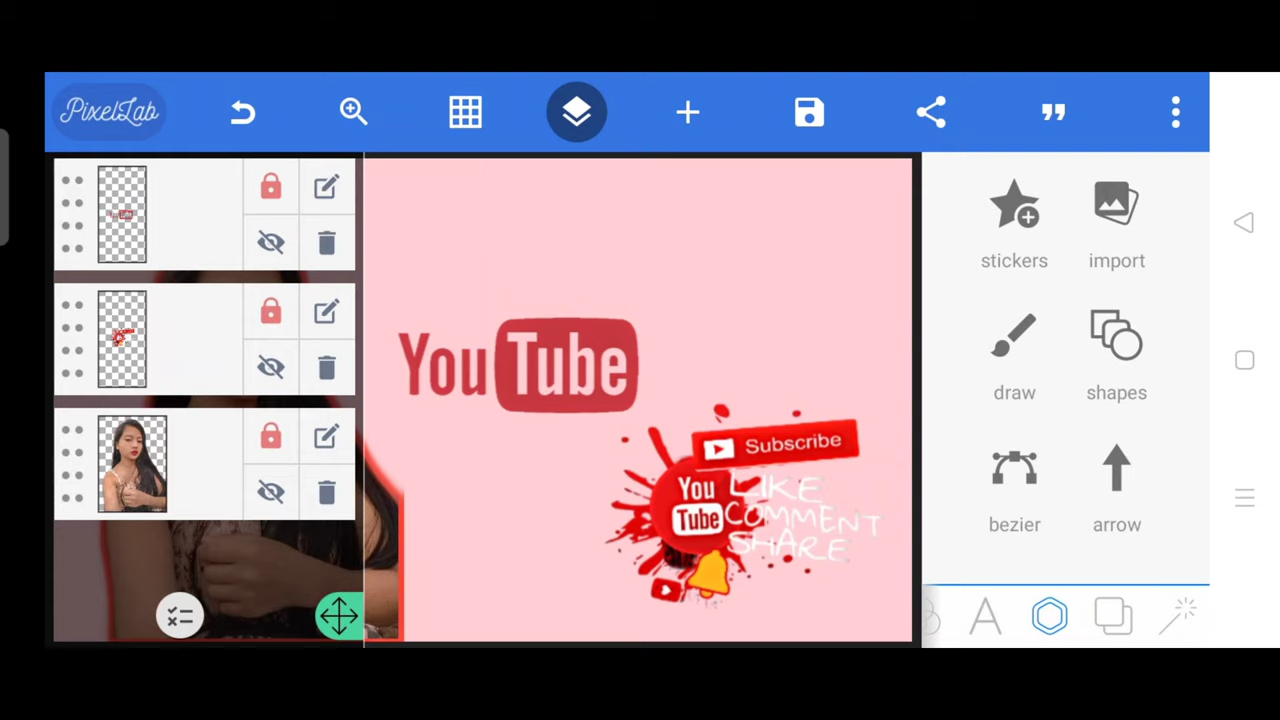 PixelLab
stickers
import
YouTube
draw
shapes
Subscribe
You
Tube
LIKE
COMMENT
SHARE
bezier
arrow
A